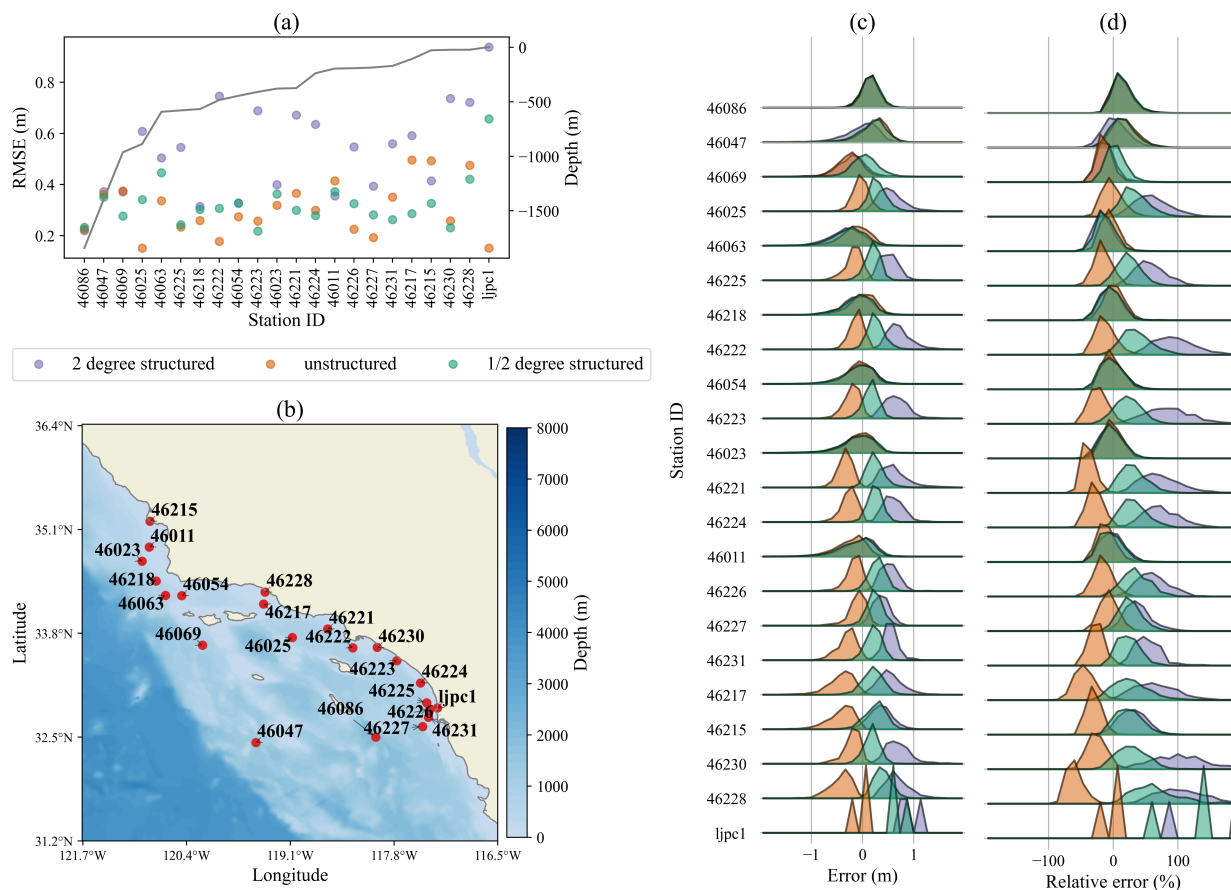 (a)
RMSE (m)
0.8
0.6
0.4
0.2
0
−500
−1000
−1500
Depth (m)
46086
46047
46069
46025
46063
46225
46218
46222
46054
46223
46023
46221
46224
46011
46226
46227
46231
46217
46215
46230
46228
ljpc1
Station ID
2 degree structured
unstructured
1/2 degree structured
(b)
36.4°N
35.1°N
33.8°N
32.5°N
31.2°N
Latitude
46215
46011
46023
46218
46054
46063
46228
46217
46069
46221
46025
46222
46230
46223
46224
46225
ljpc1
46086
46226
46047
46227
46231
121.7°W
120.4°W
119.1°W
117.8°W
116.5°W
Longitude
8000
7000
6000
5000
4000
3000
2000
1000
0
Depth (m)
(c)
Station ID
46086
46047
46069
46025
46063
46225
46218
46222
46054
46223
46023
46221
46224
46011
46226
46227
46231
46217
46215
46230
46228
ljpc1
−1
0
1
Error (m)
(d)
−100
0
100
Relative error (%)